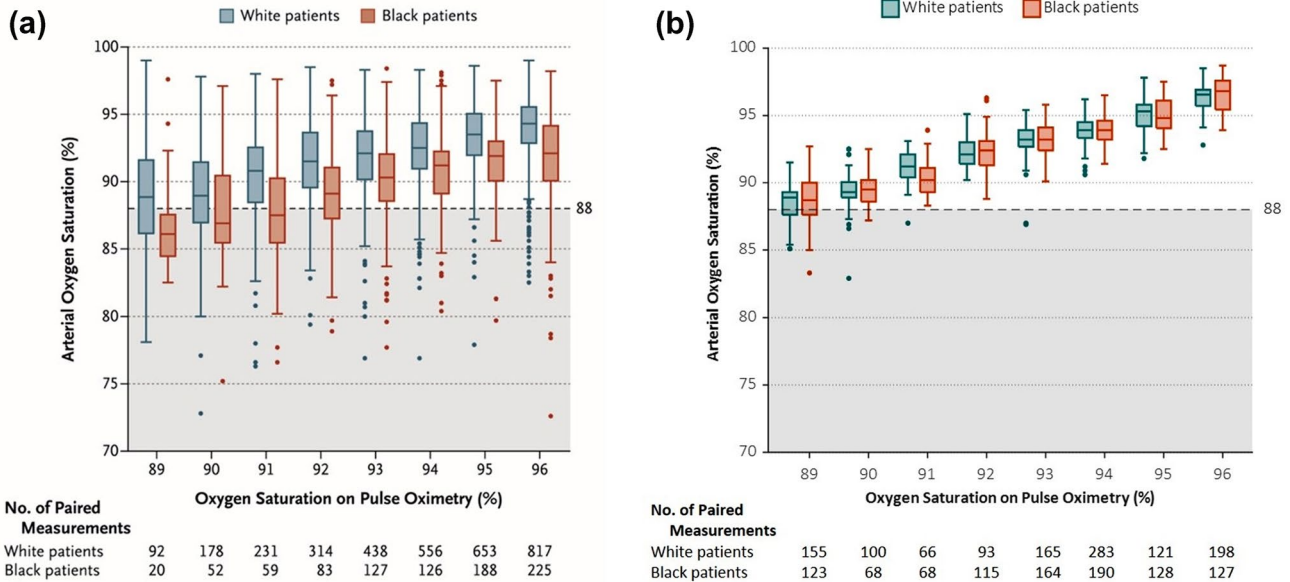 (a)
White patients Black patients
Arterial Oxygen Saturation (%)
100
95
90
88
85
80
75
70
89 90 91 92 93 94 95 96
Oxygen Saturation on Pulse Oximetry (%)
No. of Paired
Measurements
White patients 92 178 231 314 438 556 653 817
Black patients 20 52 59 83 127 126 188 225
(b)
White patients Black patients
Arterial Oxygen Saturation (%)
100
95
90
88
85
80
75
70
89 90 91 92 93 94 95 96
Oxygen Saturation on Pulse Oximetry (%)
No. of Paired
Measurements
White patients 155 100 66 93 165 283 121 198
Black patients 123 68 68 115 164 190 128 127